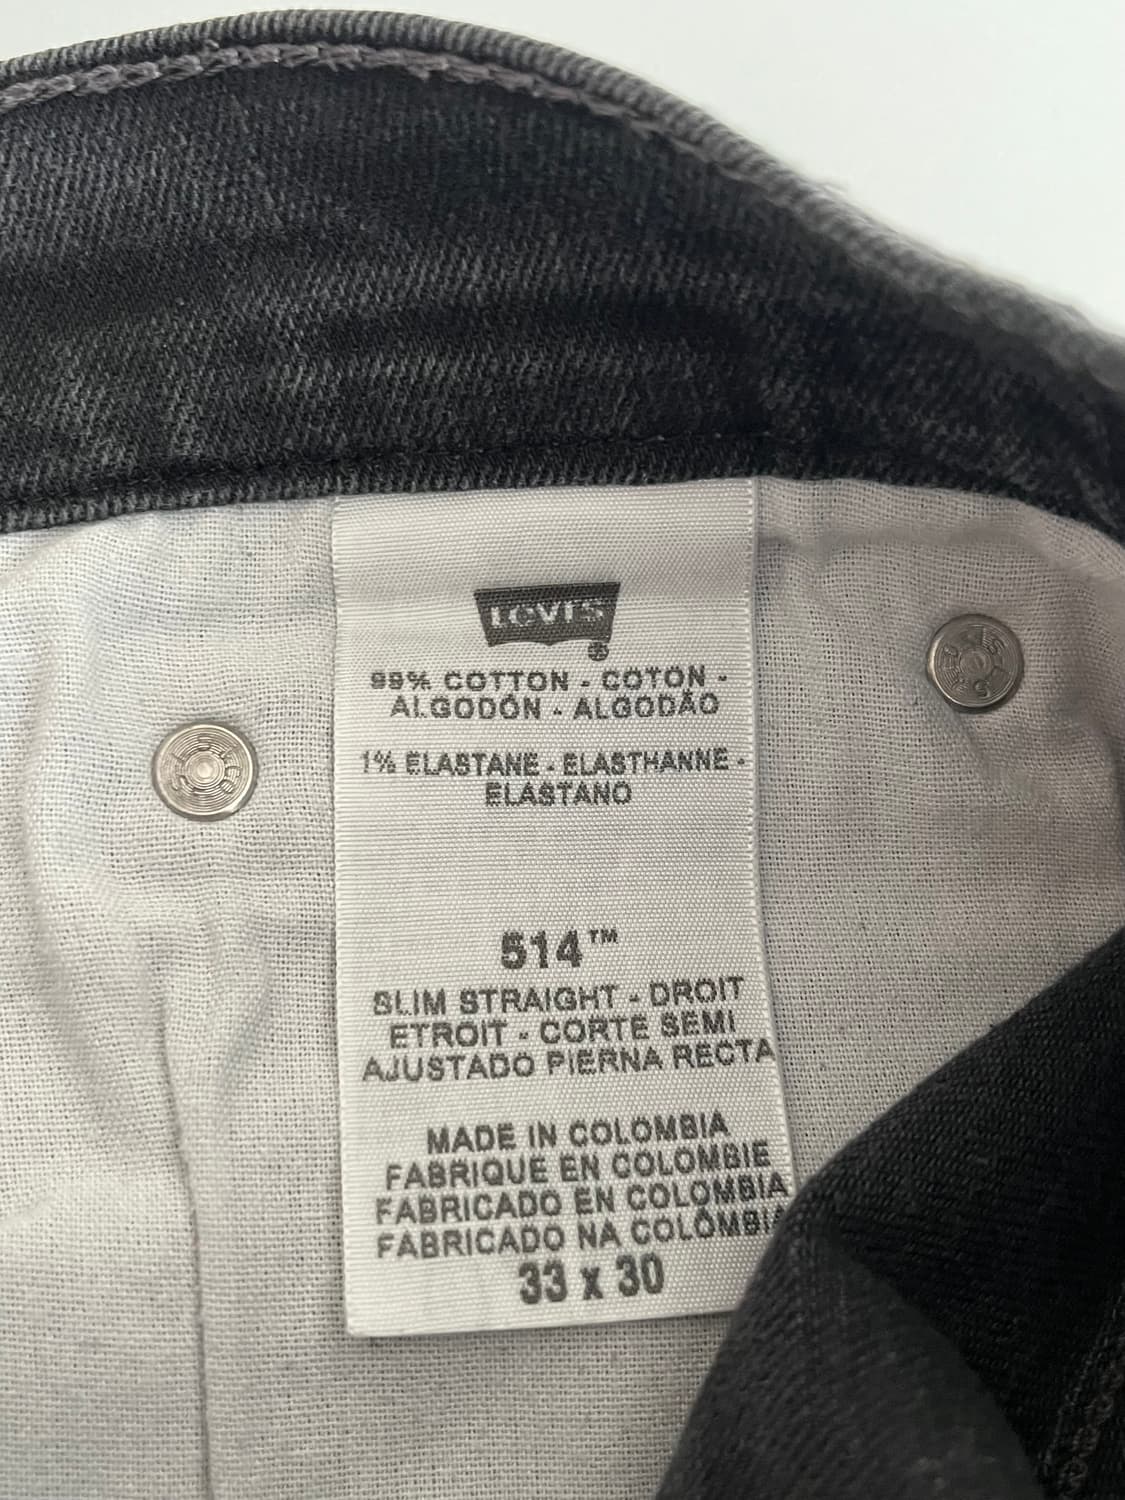 Levi's
99% COTTON - COTON -
ALGODÓN - ALGODÃO
1% ELASTANE - ELASTHANNE -
ELASTANO
514™
SLIM STRAIGHT - DROIT
ETROIT - CORTE SEMI
AJUSTADO PIERNA RECTA
MADE IN COLOMBIA
FABRIQUE EN COLOMBIE
FABRICADO EN COLOMBIA
FABRICADO NA COLÔMBIA
33 x 30